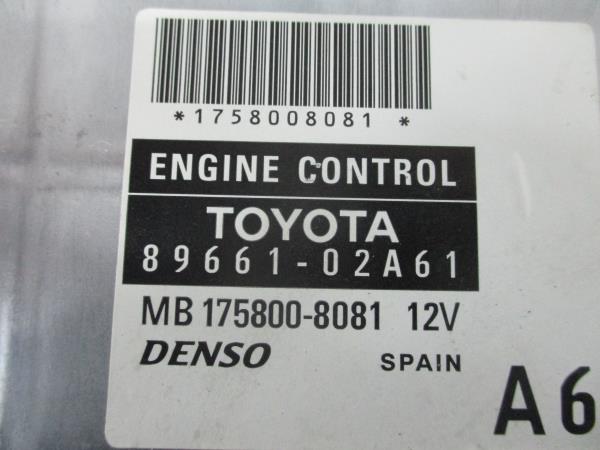 *1758008081 *
ENGINE CONTROL
TOYOTA
89661-02A61
MB 175800-8081 12V
DENSO SPAIN
A6